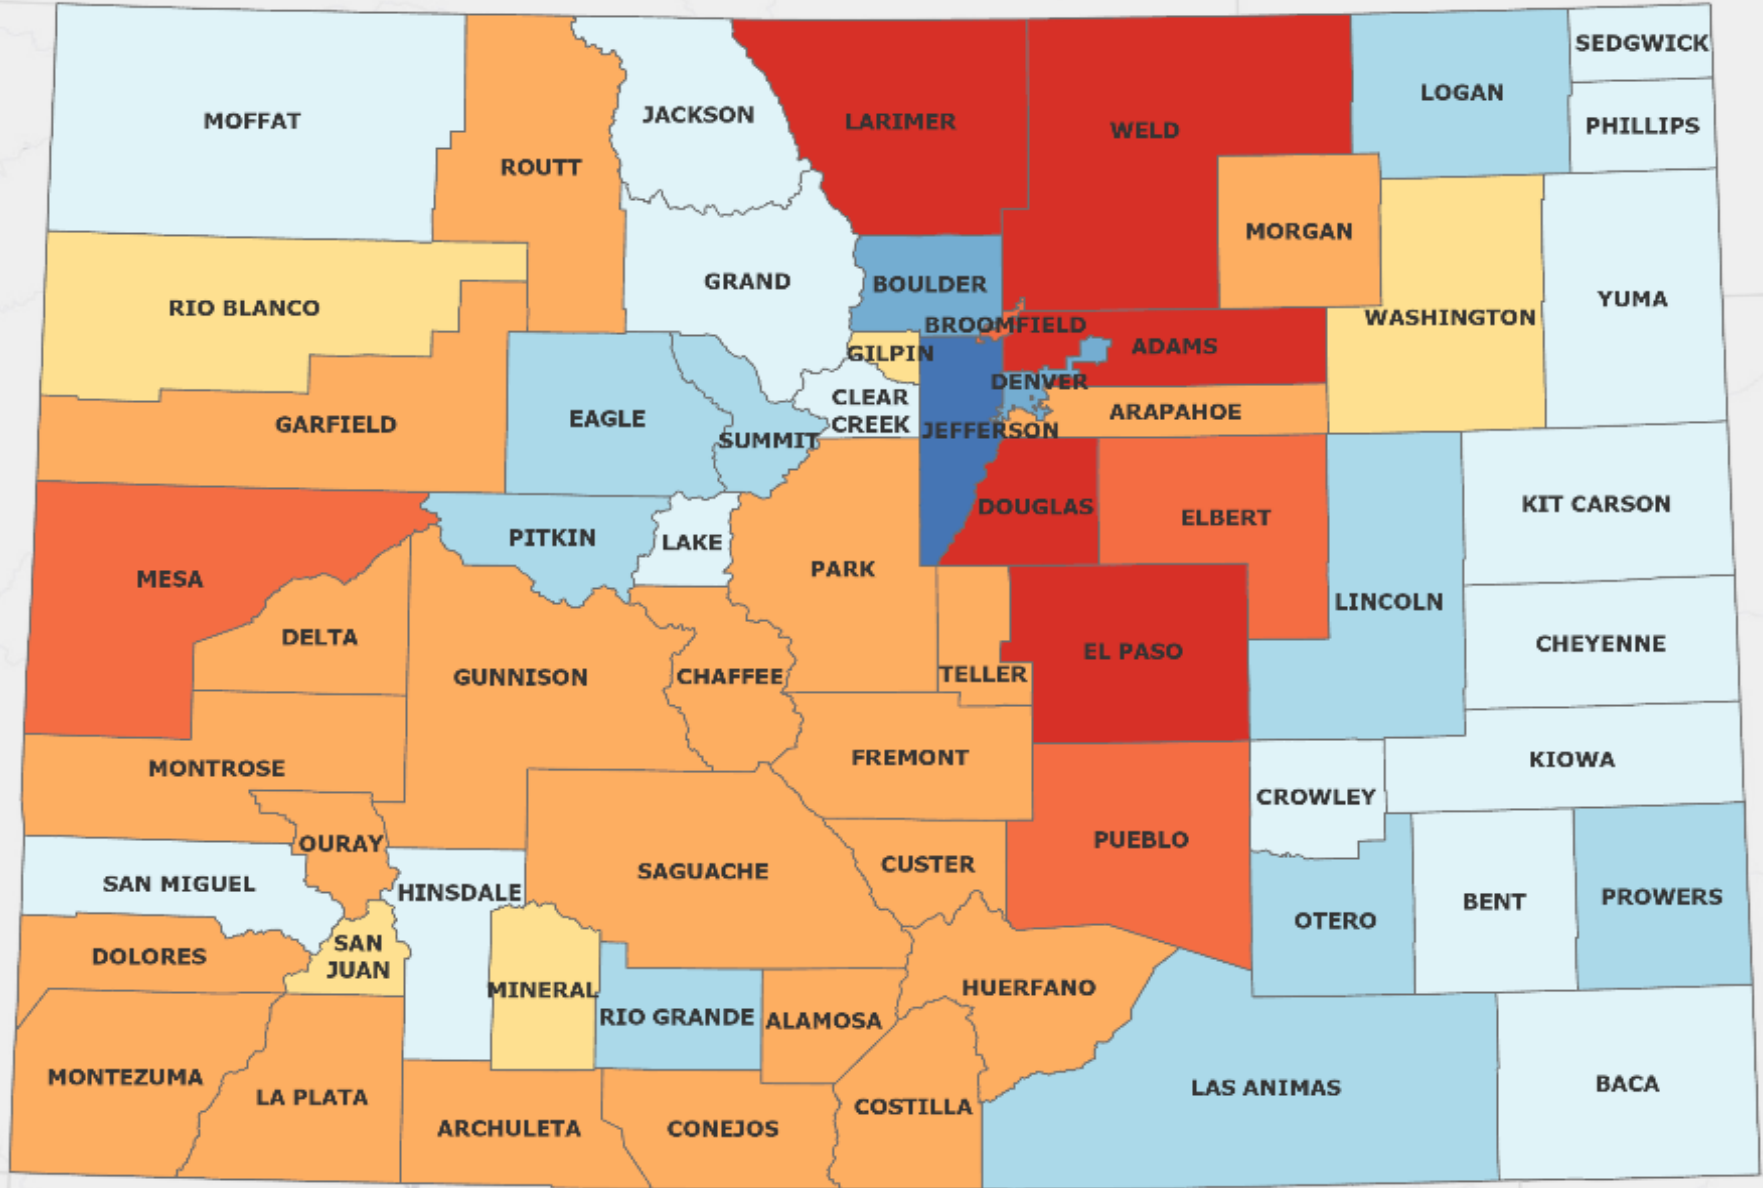 SEDGWICK
LOGAN
JACKSON
MOFFAT
LARIMER
PHILLIPS
WELD
ROUTT
MORGAN
GRAND
BOULDER
YUMA
RIO BLANCO
WASHINGTON
BROOMFIELD
ADAMS
GILPIN
DENVER
CLEAR
CREEK
ARAPAHOE
EAGLE
GARFIELD
JEFFERSON
SUMMIT
KIT CARSON
DOUGLAS
ELBERT
PITKIN
LAKE
PARK
MESA
LINCOLN
DELTA
CHEYENNE
EL PASO
TELLER
GUNNISON
CHAFFEE
FREMONT
KIOWA
MONTROSE
CROWLEY
PUEBLO
OURAY
CUSTER
SAGUACHE
SAN MIGUEL
HINSDALE
PROWERS
BENT
OTERO
SAN
JUAN
DOLORES
HUERFANO
MINERAL
RIO GRANDE
ALAMOSA
MONTEZUMA
BACA
LAS ANIMAS
LA PLATA
COSTILLA
ARCHULETA
CONEJOS